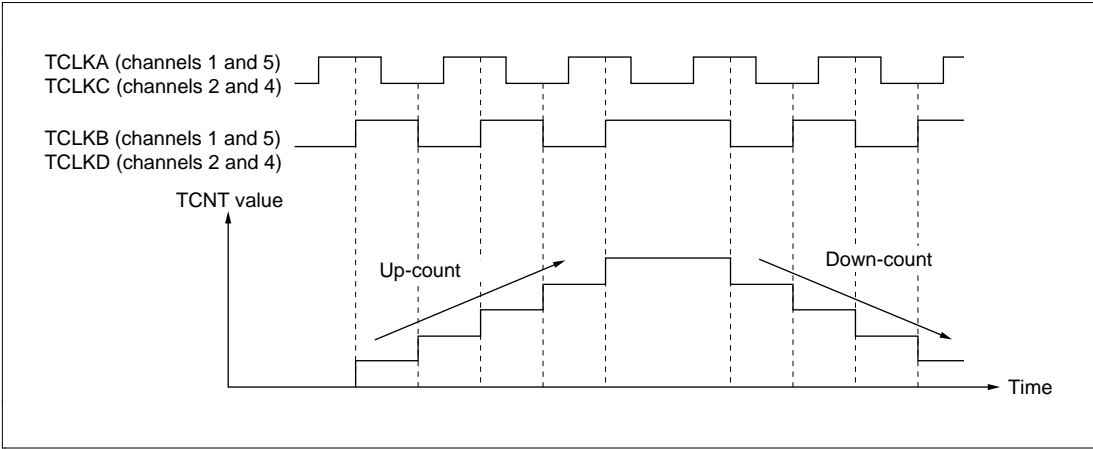 TCLKA (channels 1 and 5)
TCLKC (channels 2 and 4)
TCLKB (channels 1 and 5)
TCLKD (channels 2 and 4)
TCNT value
Up-count
Down-count
Time